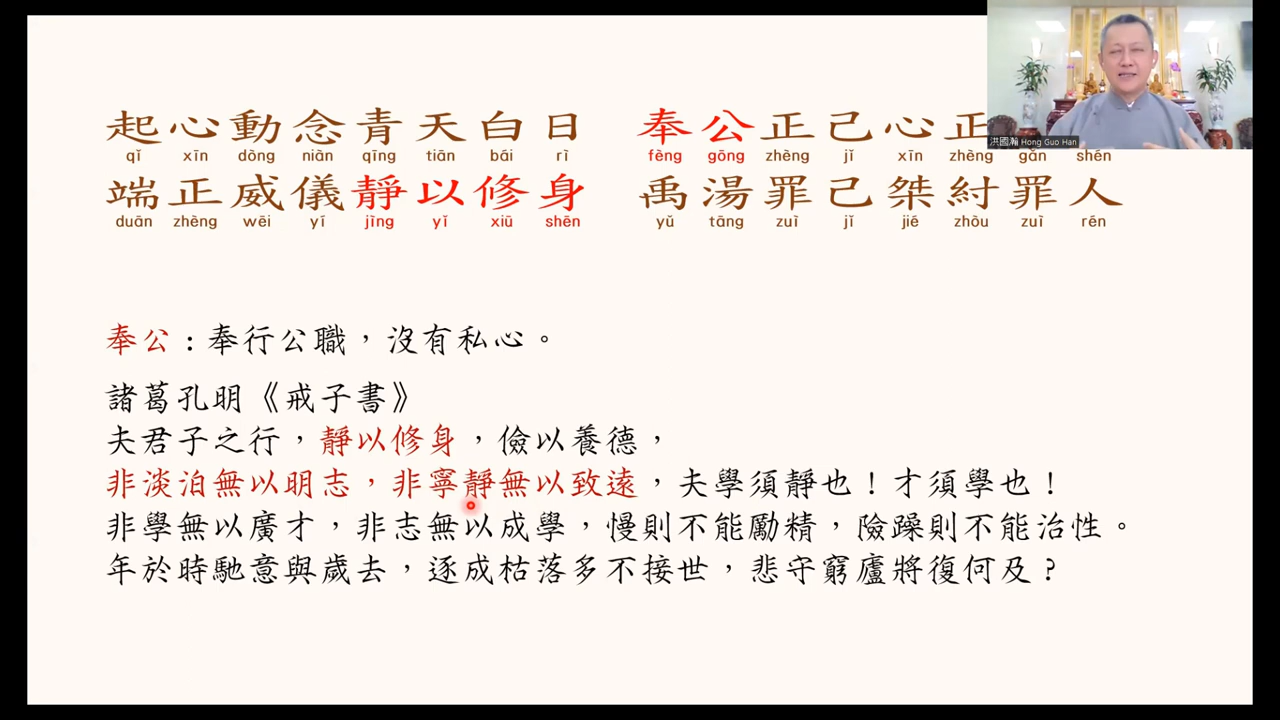 起心動念青天白日 奉公正己心正
qǐ xīn dòng niàn qīng tiān bāi rì fèng gōng zhèng jǐ xīn zhèng gǎn shén
端正威儀靜以修身 禹湯罪己桀紂罪人
duān zhèng wēi yí jìng yǐ xiū shēn yǔ tāng zuì jǐ jié zhòu zuì rén
奉公：奉行公職，沒有私心。
諸葛孔明《戒子書》
夫君子之行，靜以修身，儉以養德，
非淡泊無以明志，非寧靜無以致遠，夫學須靜也！才須學也！
非學無以廣才，非志無以成學，慢則不能勵精，險躁則不能治性。
年於時馳意與歲去，逐成枯落多不接世，悲守窮廬將復何及？
洪國瀚 Hong Guo Han